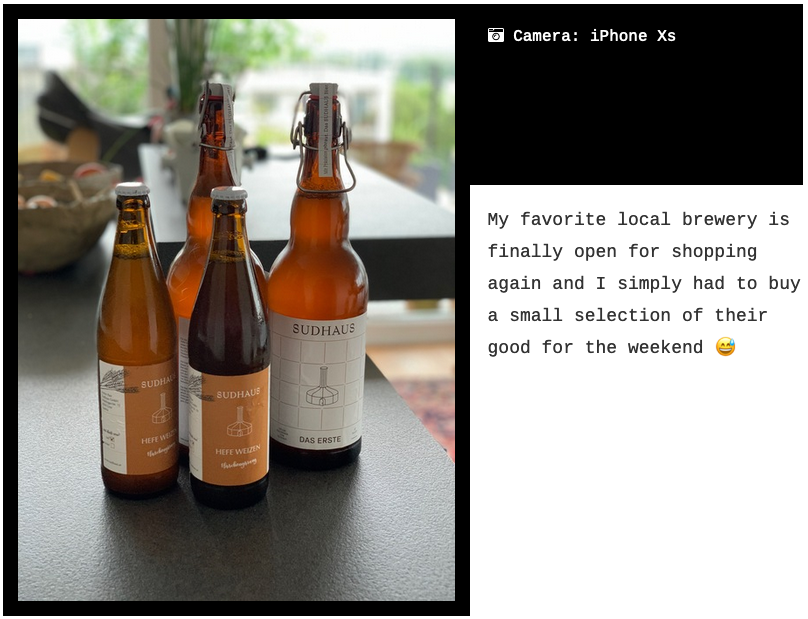 Camera: iPhone Xs
My favorite local brewery is
finally open for shopping
again and I simply had to buy
a small selection of their
good for the weekend 😅
SUDHAUS
DAS ERSTE
SUDHAUS
HEFE WEIZEN
SUDHAUS
HEFE WEIZEN